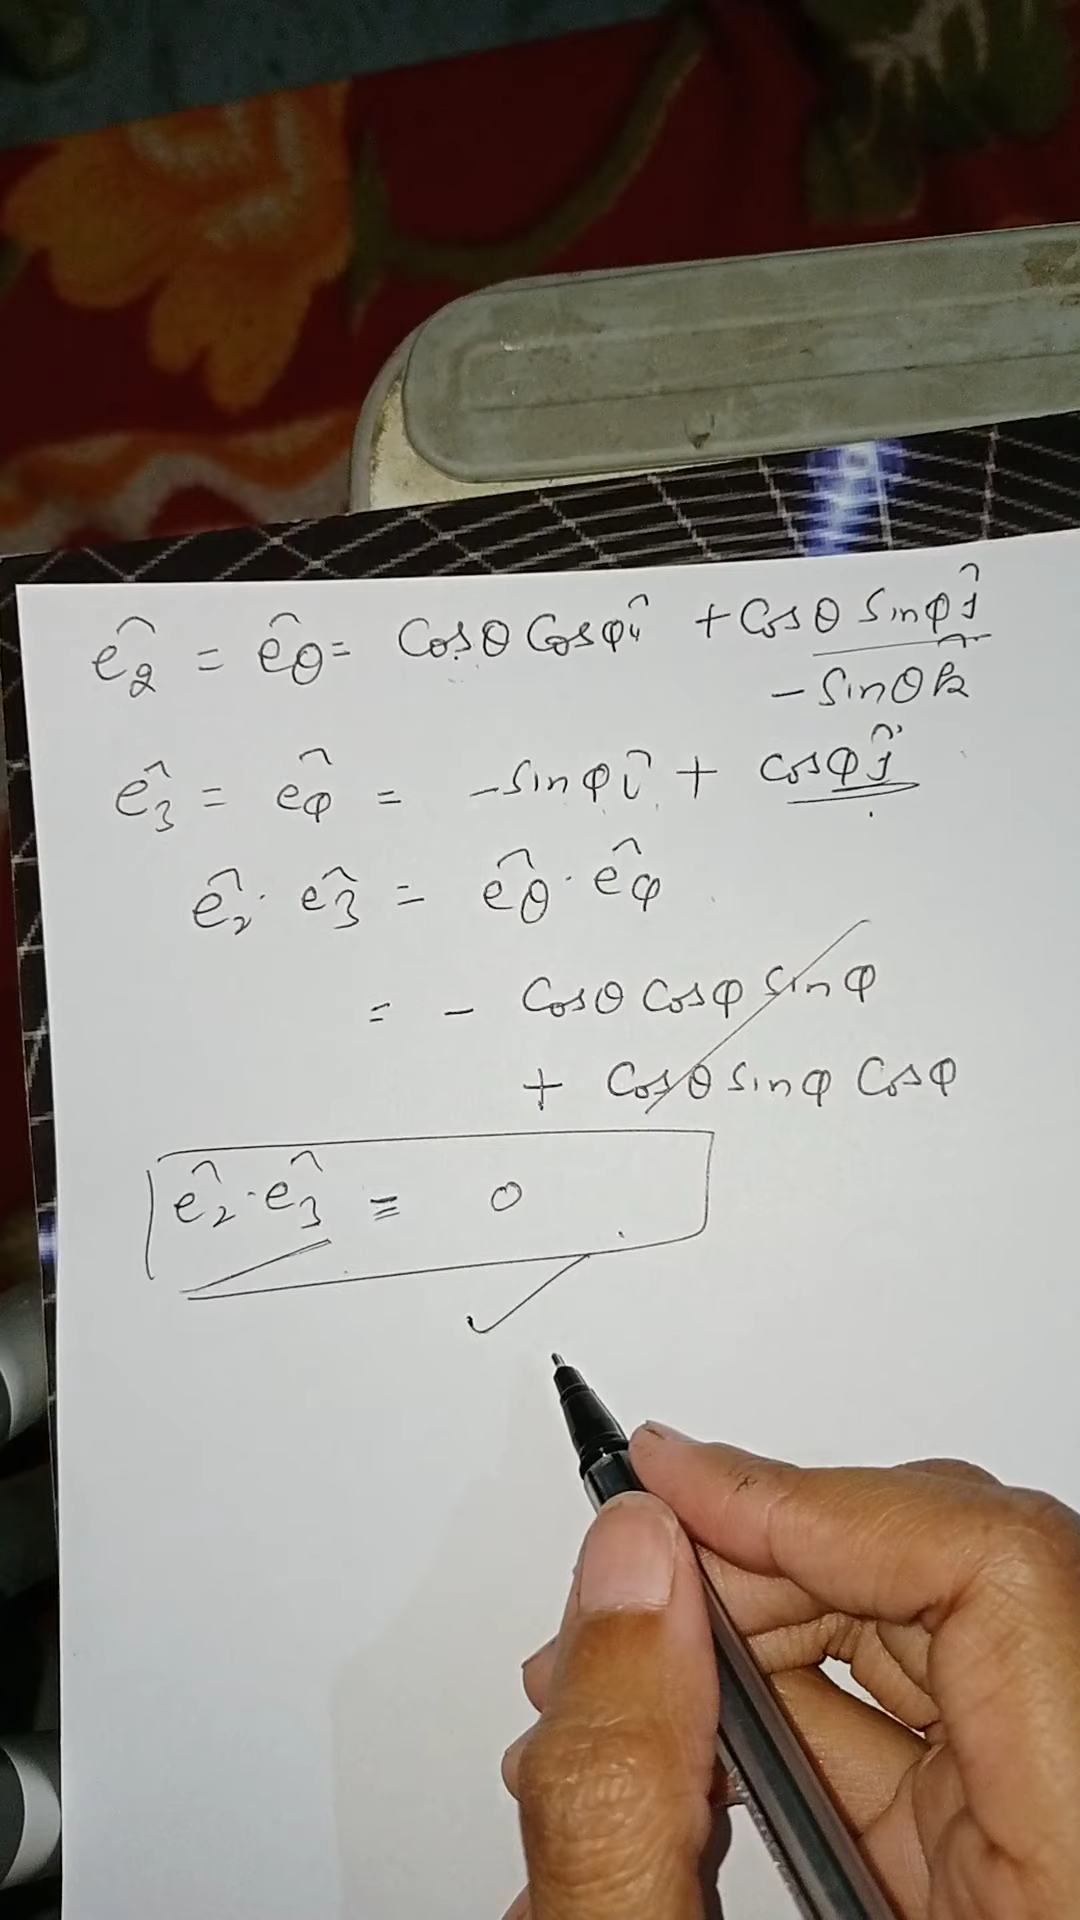 ê₂ = ê_θ = Cosθ Cosφ î + Cosθ Sinφ ĵ
- Sinθ k̂
ê₃ = ê_φ = -Sinφ î + Cosφ ĵ
ê₂ · ê₃ = ê_θ · ê_φ
= - Cosθ Cosφ Sinφ
+ Cosθ Sinφ Cosφ
ê₂ · ê₃ = 0